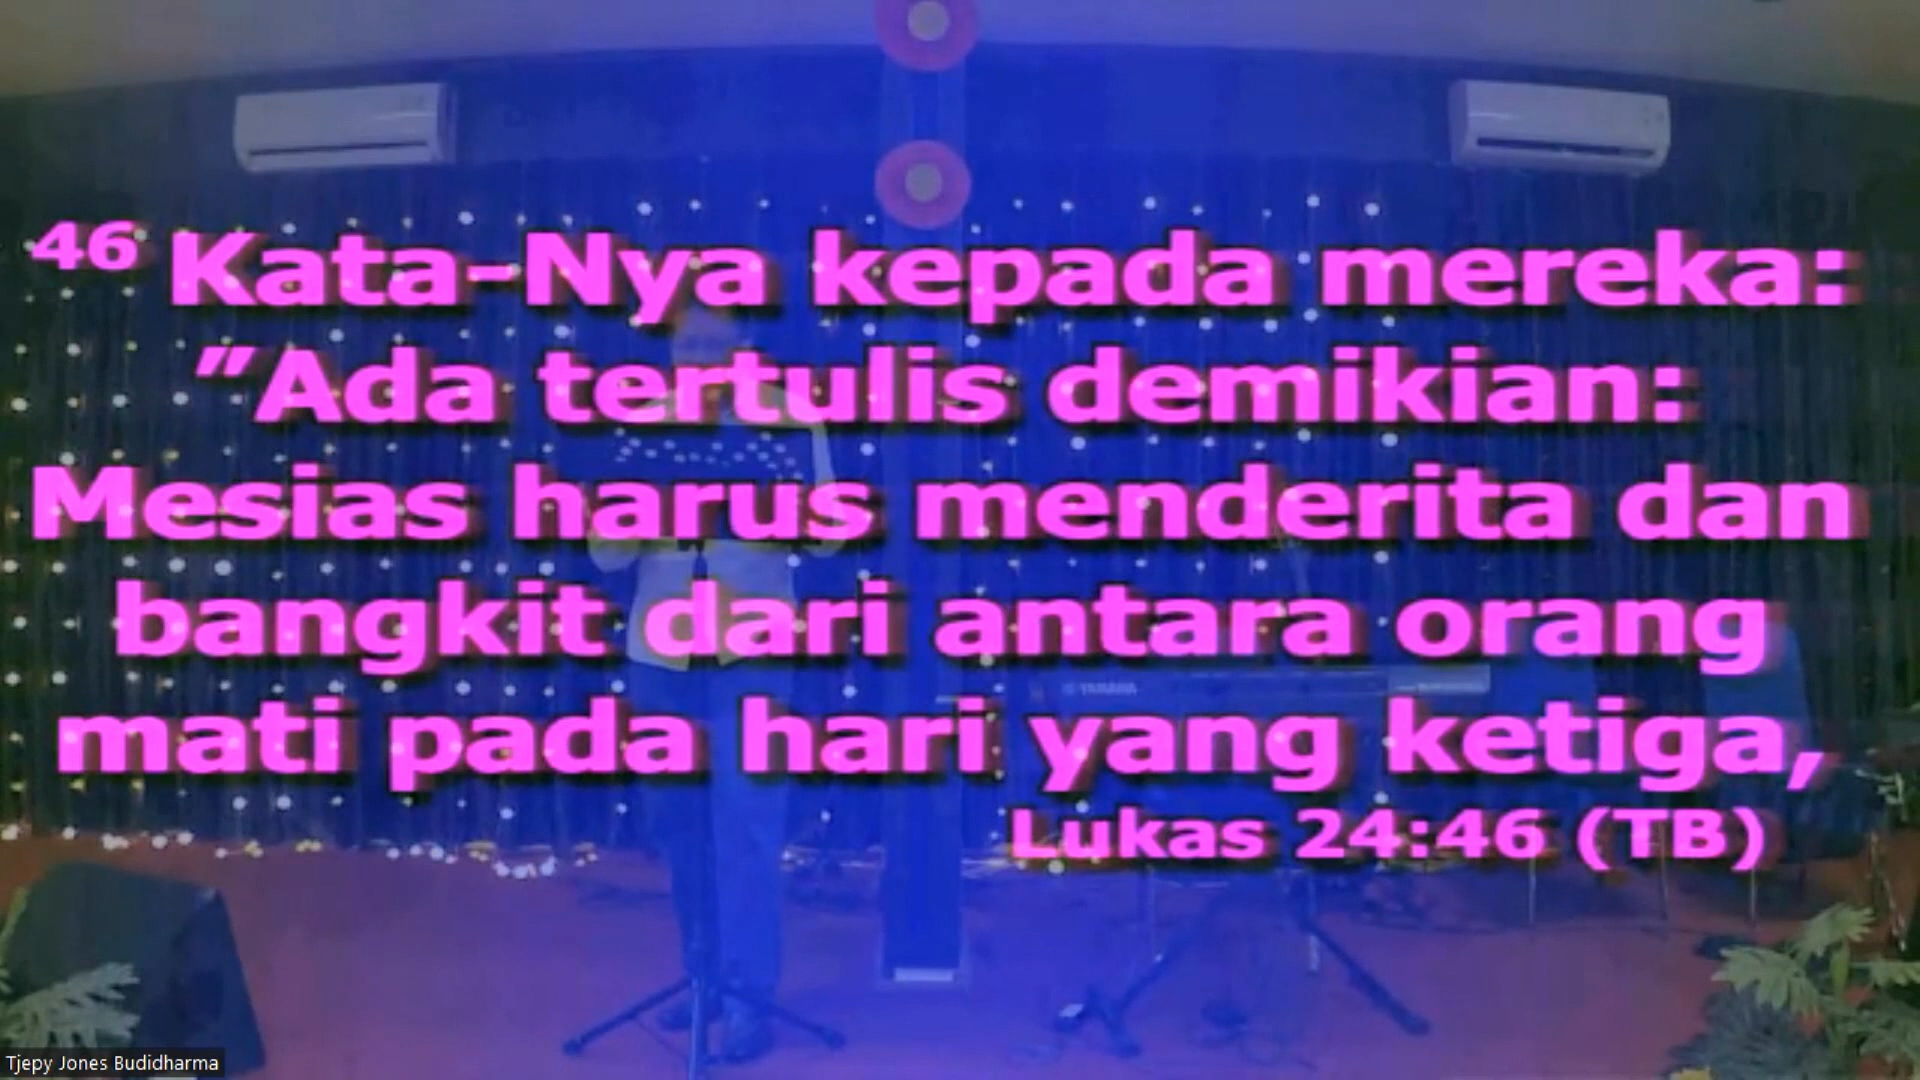 46 Kata-Nya kepada mereka:
"Ada tertulis demikian:
Mesias harus menderita dan
bangkit dari antara orang
YAMAHA
mati pada hari yang ketiga,
Lukas 24:46 (TB)
Tjepy Jones Budidharma